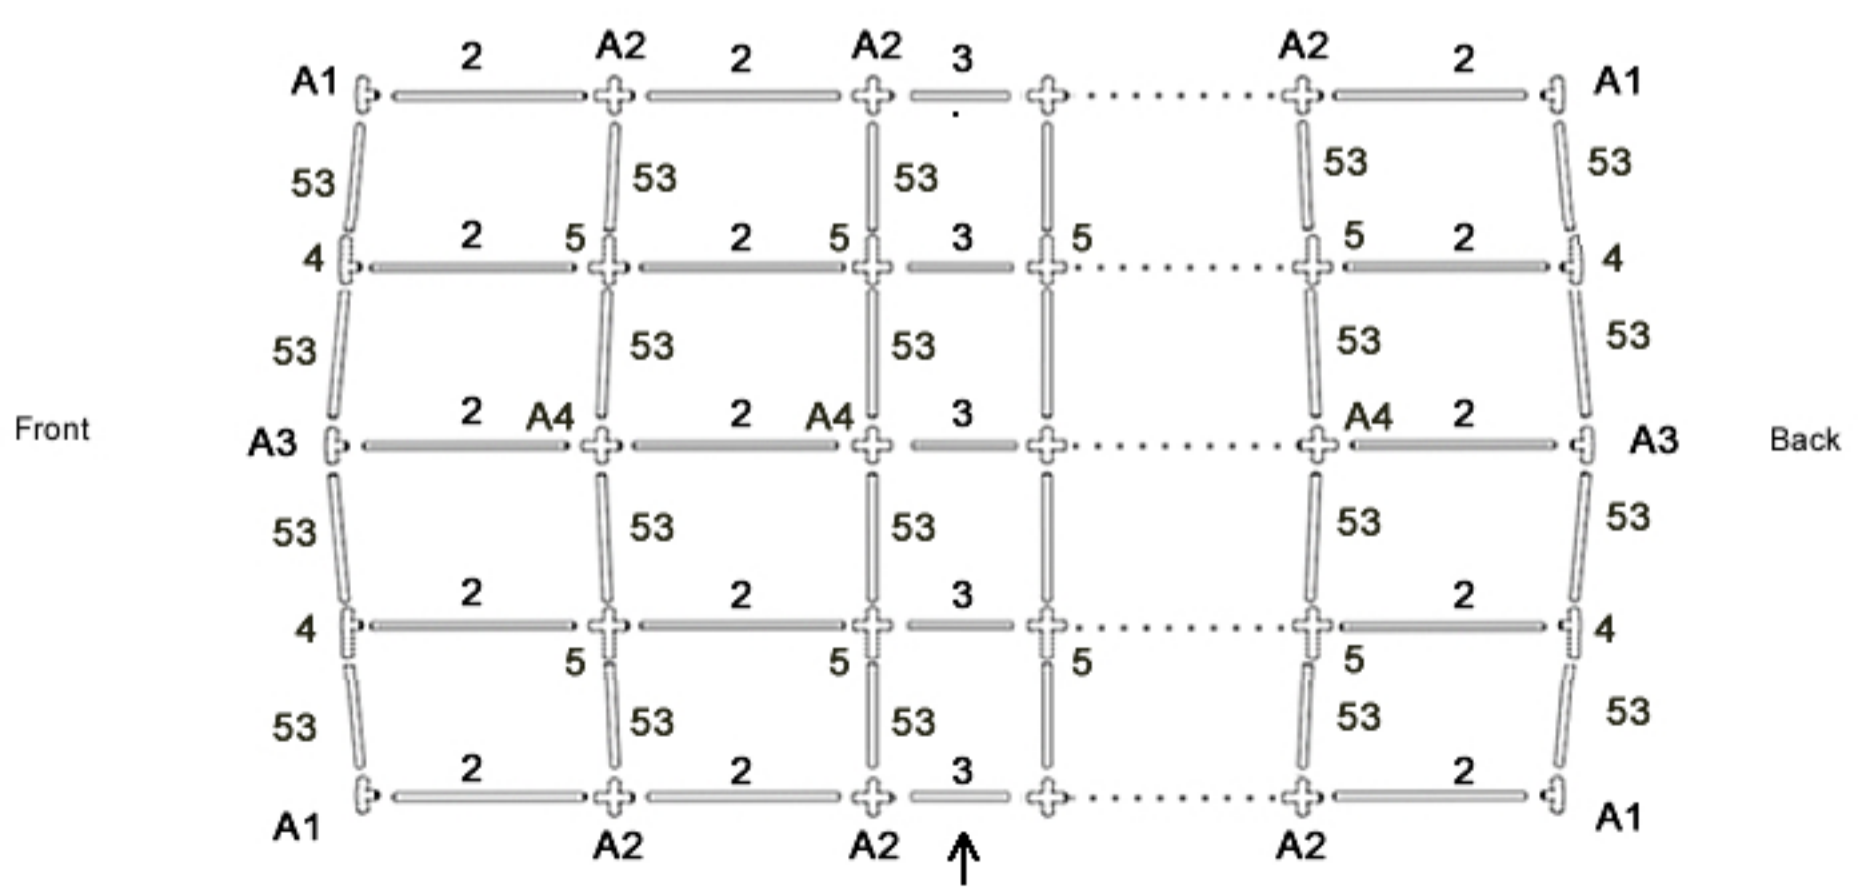 2 A2 2 A2 3 A2 2
A1 A1
53 53 53 53 53
2 5 2 5 3 5 5 2
4 4
53 53 53 53 53
2 A4 2 A4 3 A4 2
Front A3 A3 Back
53 53 53 53 53
2 2 3 2
4 4
5 5 5 5
53 53 53 53 53
2 2 3 2
A1 A1
A2 A2 A2